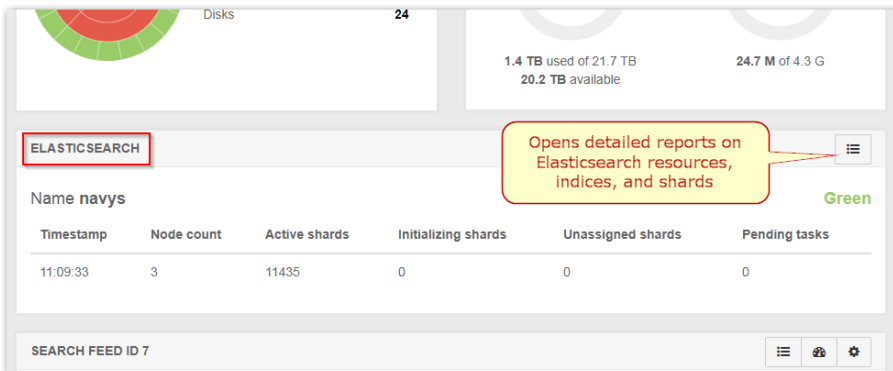 Disks 24
1.4 TB used of 21.7 TB 24.7 M of 4.3 G
20.2 TB available
ELASTICSEARCH
Opens detailed reports on
Elasticsearch resources,
indices, and shards
Name navys Green
Timestamp Node count Active shards Initializing shards Unassigned shards Pending tasks
11:09:33 3 11435 0 0 0
SEARCH FEED ID 7